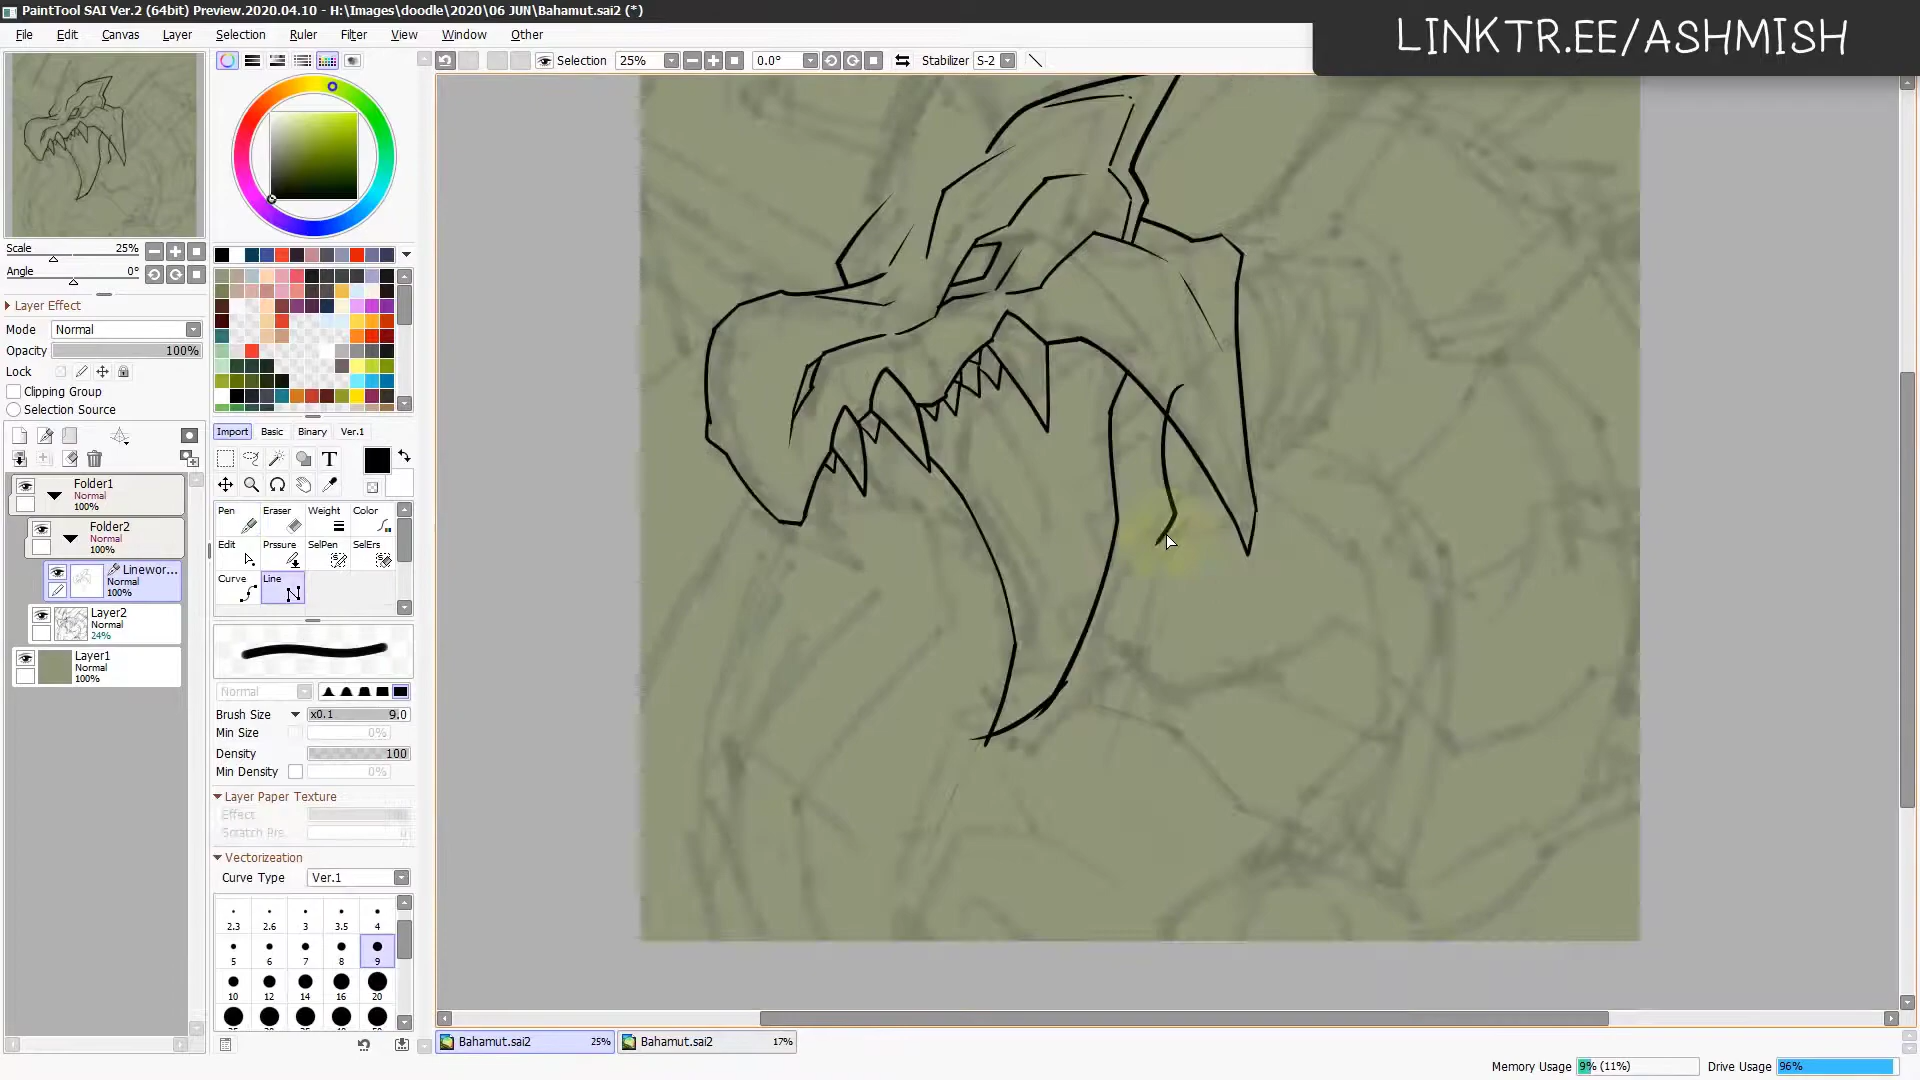 PaintTool SAI Ver.2 (64bit) Preview.2020.04.10 - H:\Images\doodle\2020\06 JUN\Bahamut.sai2 (*)
LINKTR.EE/ASHMISH
File Edit Canvas Layer Selection Ruler Filter View Window Other
Selection 25% 0.0° Stabilizer S-2
Scale 25%
Angle 0°
Layer Effect
Mode Normal
Opacity 100%
Lock
Clipping Group
Selection Source
Import Basic Binary Ver.1
T
Folder1
Normal
100%
Folder2
Normal
100%
Linewor...
Normal
100%
Layer2
Normal
24%
Layer1
Normal
100%
Pen Eraser Weight Color
Edit Prssure SelPen SelErs
Curve Line
Normal
Brush Size x0.1 9.0
Min Size 0%
Density 100
Min Density 0%
Layer Paper Texture
Effect
Scratch Prs.
Vectorization
Curve Type Ver.1
2.3 2.6 3 3.5 4
5 6 7 8 9
10 12 14 16 20
Bahamut.sai2 25% Bahamut.sai2 17%
Memory Usage 9% (11%) Drive Usage 96%